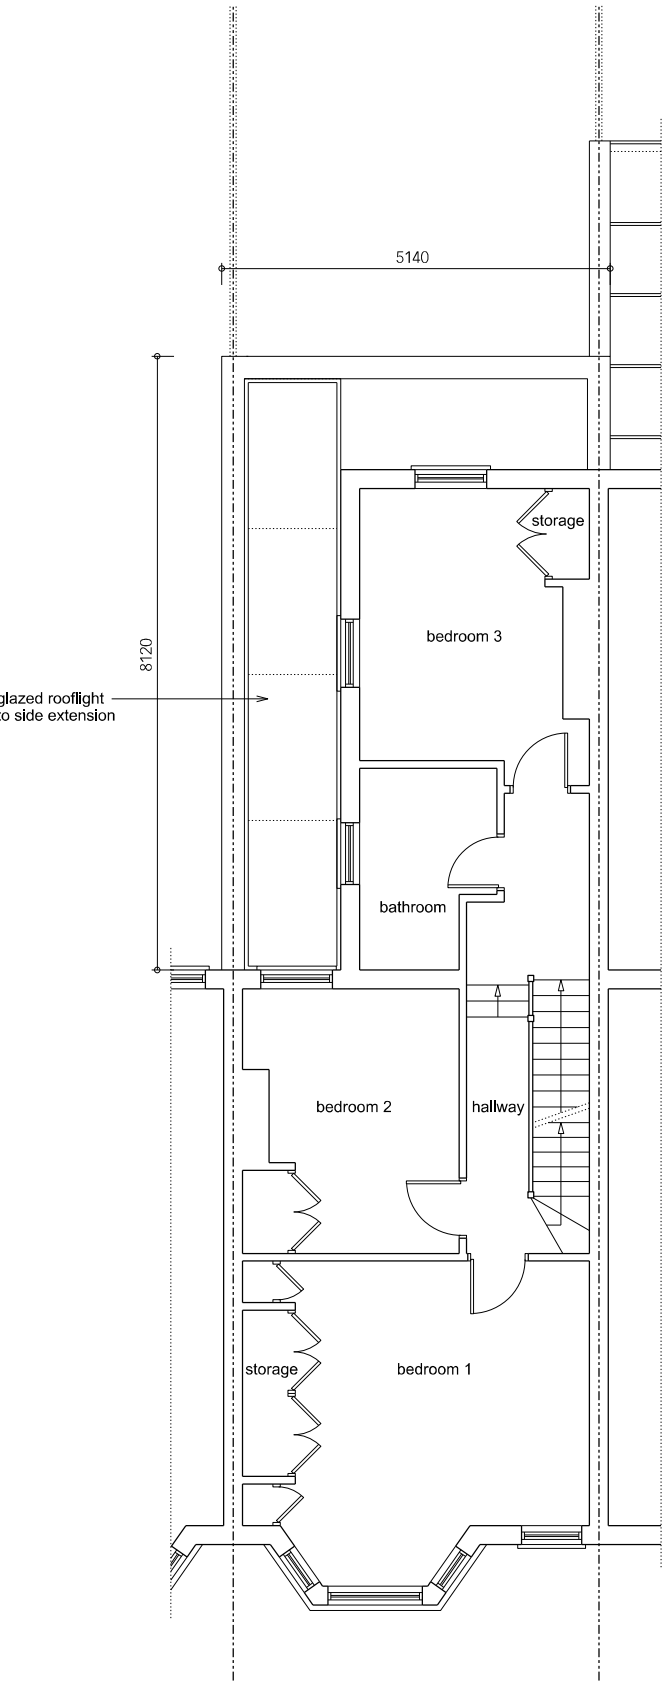 5140
storage
bedroom 3
8120
glazed rooflight
to side extension
bathroom
bedroom 2
hallway
storage
bedroom 1